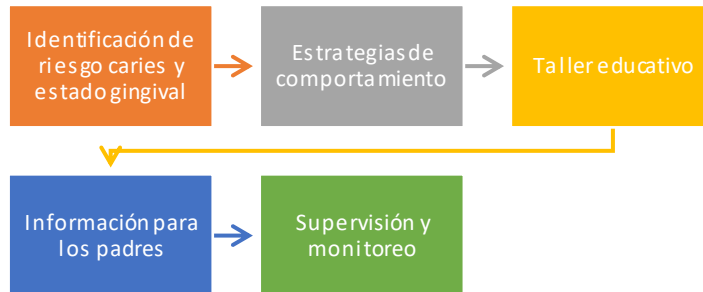 Identificación de
riesgo caries y
estado gingival
Estrategias de
comportamiento
Taller educativo
Información para
los padres
Supervisión y
monitoreo